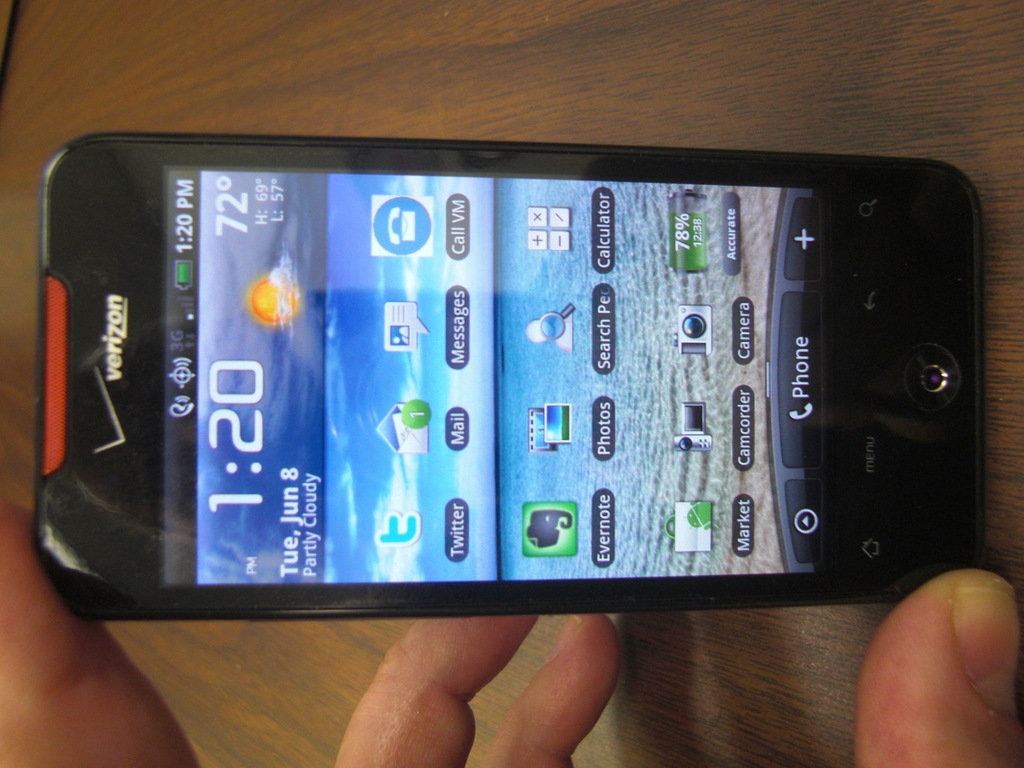 verizon
3G 1:20 PM
1:20
PM
72°
H: 69°
L: 57°
Tue, Jun 8
Partly Cloudy
1
Twitter Mail Messages Call VM
Evernote Photos Search Pe Calculator
78%
12:38
Accurate
Market Camcorder Camera
Phone
MENU